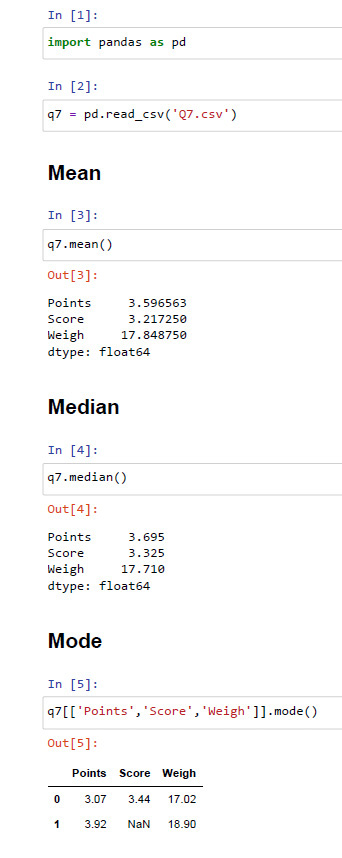 In [1]:
import pandas as pd
In [2]:
q7 = pd.read_csv('Q7.csv')
Mean
In [3]:
q7.mean()
Out[3]:
Points     3.596563
Score      3.217250
Weigh     17.848750
dtype: float64
Median
In [4]:
q7.median()
Out[4]:
Points     3.695
Score      3.325
Weigh     17.710
dtype: float64
Mode
In [5]:
q7[['Points','Score','Weigh']].mode()
Out[5]:
Points Score Weigh
0 3.07 3.44 17.02
1 3.92 NaN 18.90